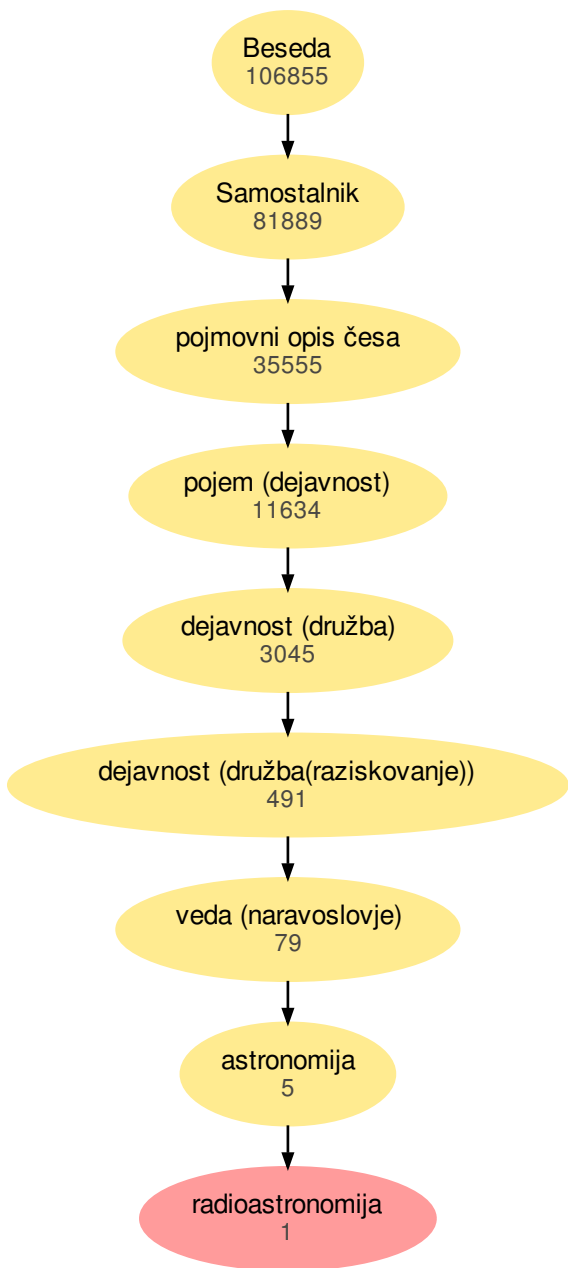 Beseda
106855
Samostalnik
81889
pojmovni opis česa
35555
pojem (dejavnost)
11634
dejavnost (družba)
3045
dejavnost (družba(raziskovanje))
491
veda (naravoslovje)
79
astronomija
5
radioastronomija
1